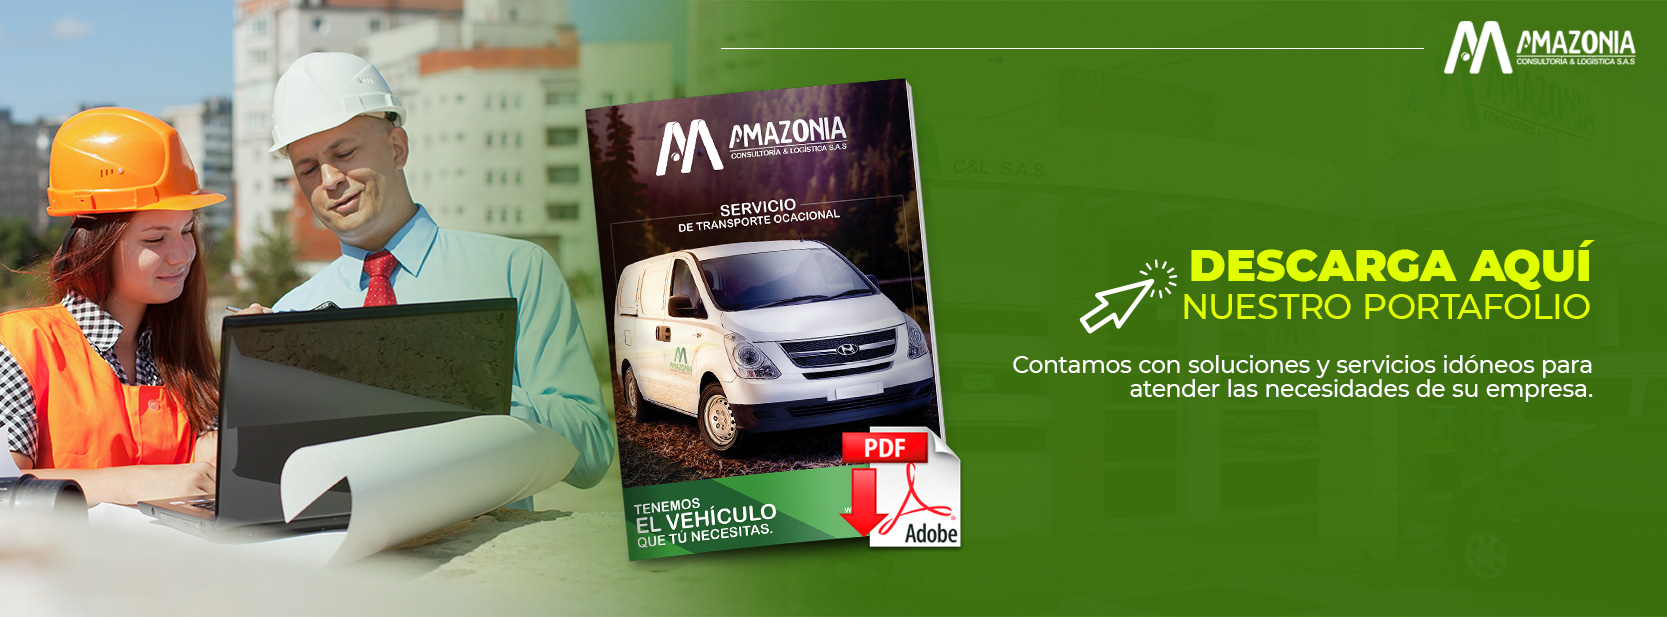 AMAZONIA
CONSULTORÍA & LOGÍSTICA S.A.S
AMAZONIA
CONSULTORÍA & LOGÍSTICA S.A.S
SERVICIO
DE TRANSPORTE OCACIONAL
AMAZONIA
TENEMOS
EL VEHÍCULO
QUE TÚ NECESITAS.
PDF
Adobe
C&L S.A.S
DESCARGA AQUÍ
NUESTRO PORTAFOLIO
Contamos con soluciones y servicios idóneos para
atender las necesidades de su empresa.